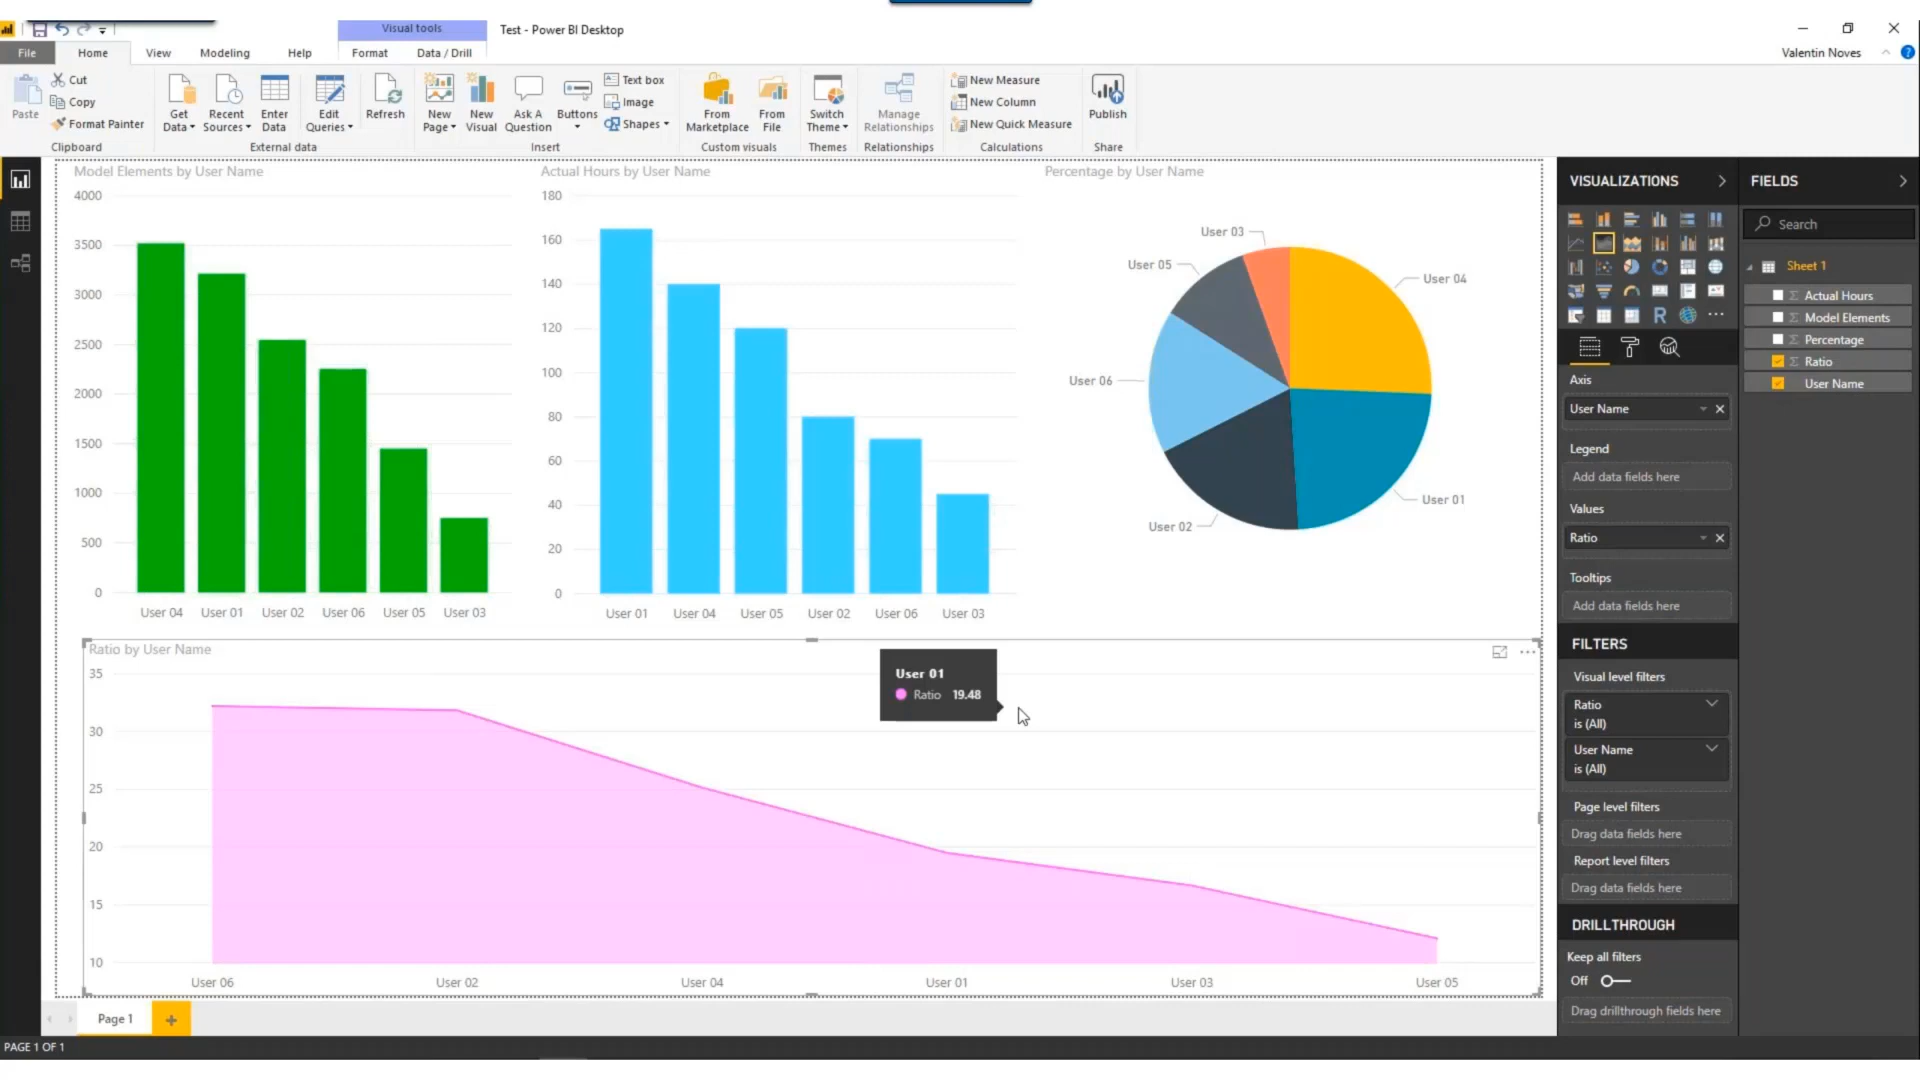 Visual tools
Test - Power BI Desktop
File
Home
View
Modeling
Help
Format
Data / Drill
Valentin Noves
?
Paste
Cut
Copy
Format Painter
Clipboard
Get Data
Recent Sources
Enter Data
Edit Queries
Refresh
External data
New Page
New Visual
Ask A Question
Buttons
Text box
Image
Shapes
Insert
From Marketplace
From File
Custom visuals
Switch Theme
Themes
Manage Relationships
Relationships
New Measure
New Column
New Quick Measure
Calculations
Publish
Share
Model Elements by User Name
4000
3500
3000
2500
2000
1500
1000
500
0
User 04 User 01 User 02 User 06 User 05 User 03
Actual Hours by User Name
180
160
140
120
100
80
60
40
20
0
User 01 User 04 User 05 User 02 User 06 User 03
Percentage by User Name
User 03
User 05
User 04
User 06
User 01
User 02
Ratio by User Name
35
30
25
20
15
10
User 06 User 02 User 04 User 01 User 03 User 05
User 01
Ratio 19.48
Page 1
+
PAGE 1 OF 1
VISUALIZATIONS
R
Axis
User Name
Legend
Add data fields here
Values
Ratio
Tooltips
Add data fields here
FILTERS
Visual level filters
Ratio
is (All)
User Name
is (All)
Page level filters
Drag data fields here
Report level filters
Drag data fields here
DRILLTHROUGH
Keep all filters
Off
Drag drillthrough fields here
FIELDS
Search
Sheet 1
Σ Actual Hours
Σ Model Elements
Σ Percentage
Σ Ratio
User Name